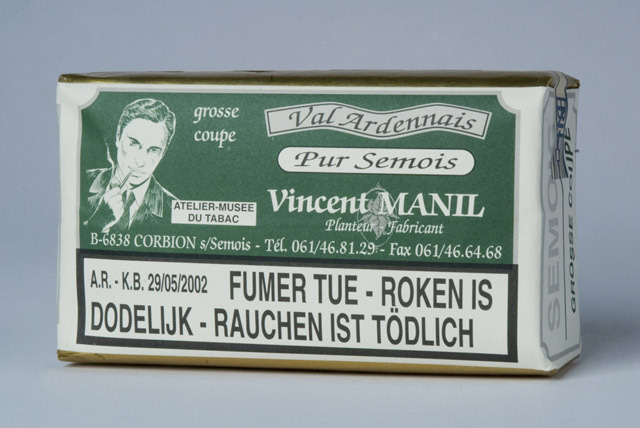 grosse
coupe
Val Ardennais
Pur Semois
ATELIER-MUSEE
DU TABAC
Vincent MANIL
Planteur Fabricant
B-6838 CORBION s/Semois - Tél. 061/46.81.29 - Fax 061/46.64.68
A.R. - K.B. 29/05/2002 FUMER TUE - ROKEN IS
DODELIJK - RAUCHEN IST TÖDLICH
GROSSE COUPE